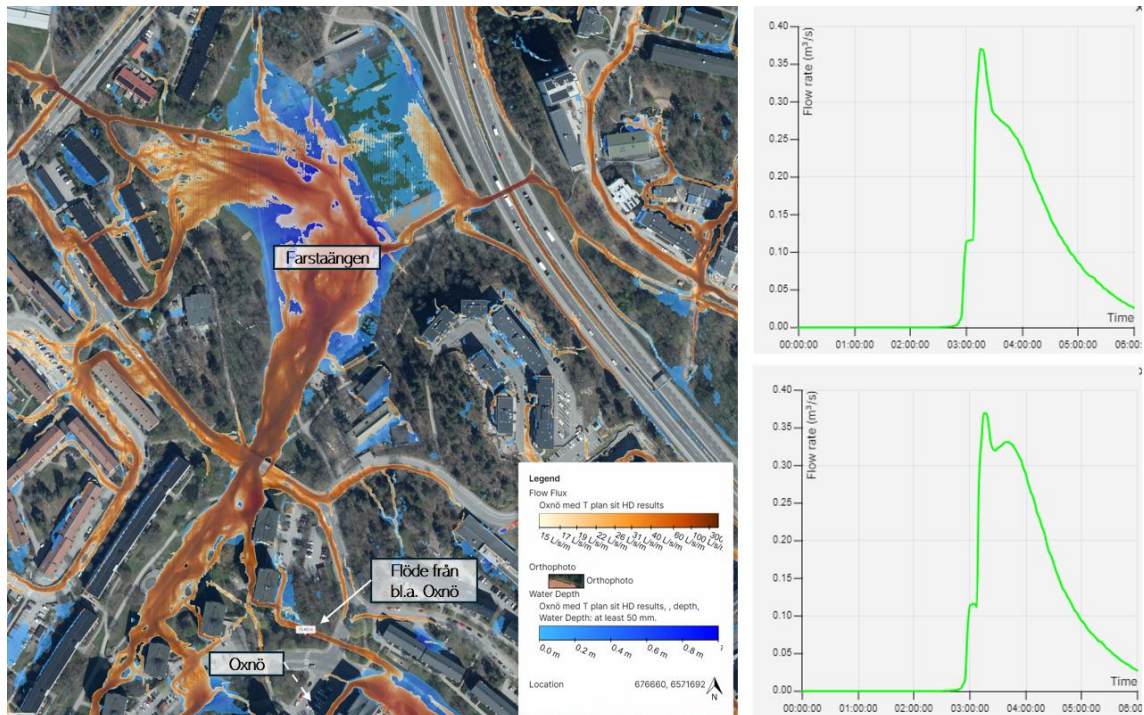 Farstaängen
Flöde från
bl.a. Oxnö
Oxnö
Legend
Flow Flux
Oxnö med T plan sit HD results
15 L/s/m
17 L/s/m
19 L/s/m
22 L/s/m
26 L/s/m
31 L/s/m
40 L/s/m
60 L/s/m
100 L/s/m
300
Orthophoto
Orthophoto
Water Depth
Oxnö med T plan sit HD results, , depth,
Water Depth: at least 50 mm.
0.0 m
0.2 m
0.4 m
0.6 m
0.8 m
Location
676660, 6571692
N
0.40
0.35
0.30
0.25
0.20
0.15
0.10
0.05
0.00
Flow rate (m³/s)
Time
00:00:00
01:00:00
02:00:00
03:00:00
04:00:00
05:00:00
06:00:
0.40
0.35
0.30
0.25
0.20
0.15
0.10
0.05
0.00
Flow rate (m³/s)
Time
00:00:00
01:00:00
02:00:00
03:00:00
04:00:00
05:00:00
06:00: